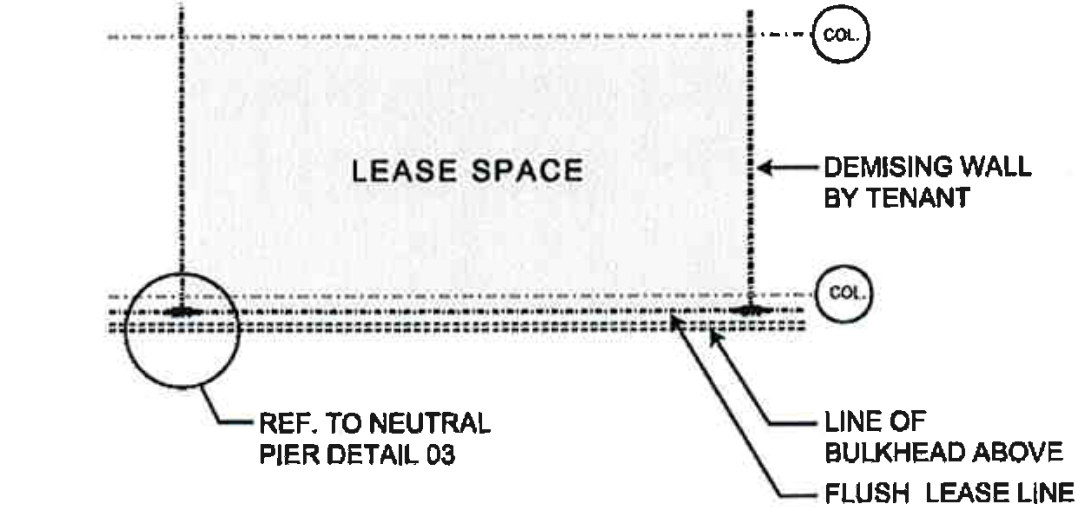 COL.
LEASE SPACE
DEMISING WALL
BY TENANT
COL.
REF. TO NEUTRAL
PIER DETAIL 03
LINE OF
BULKHEAD ABOVE
FLUSH LEASE LINE